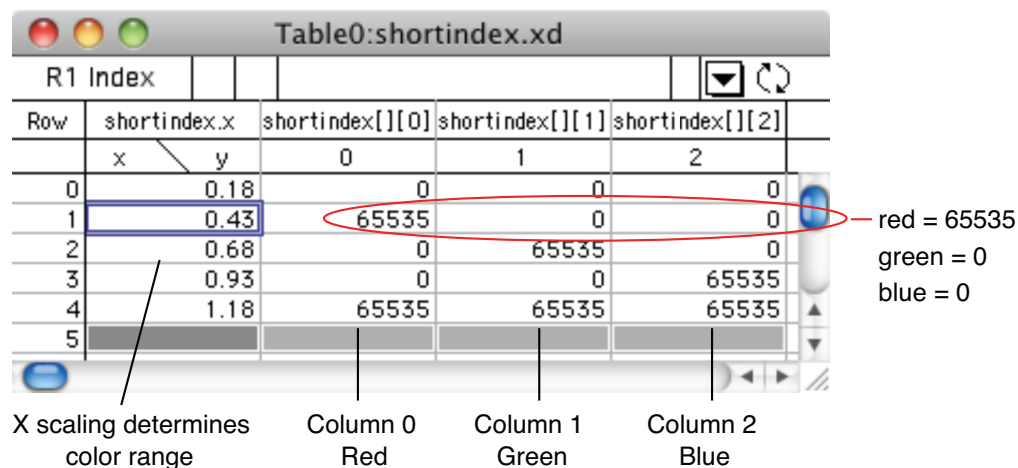 Table0:shortindex.xd
R1 Index
Row shortindex.x shortindex[][0] shortindex[][1] shortindex[][2]
x y 0 1 2
0 0.18 0 0 0
1 0.43 65535 0 0
2 0.68 0 65535 0
3 0.93 0 0 65535
4 1.18 65535 65535 65535
5
red = 65535
green = 0
blue = 0
X scaling determines
color range
Column 0
Red
Column 1
Green
Column 2
Blue